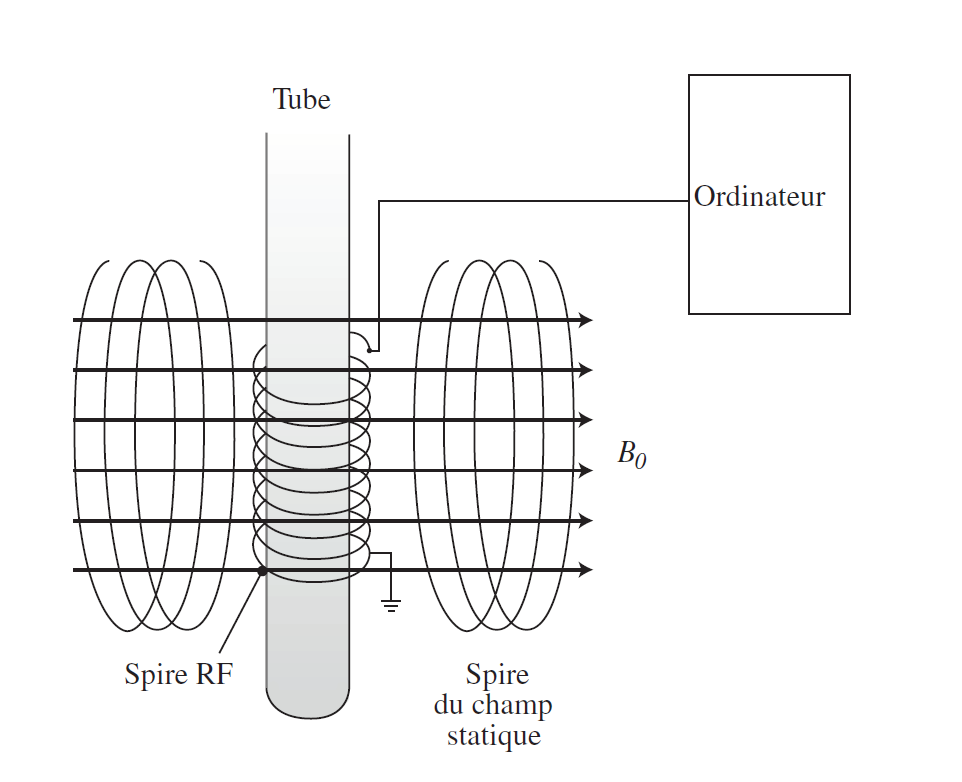 Tube
Ordinateur
B0
Spire RF
Spire
du champ
statique